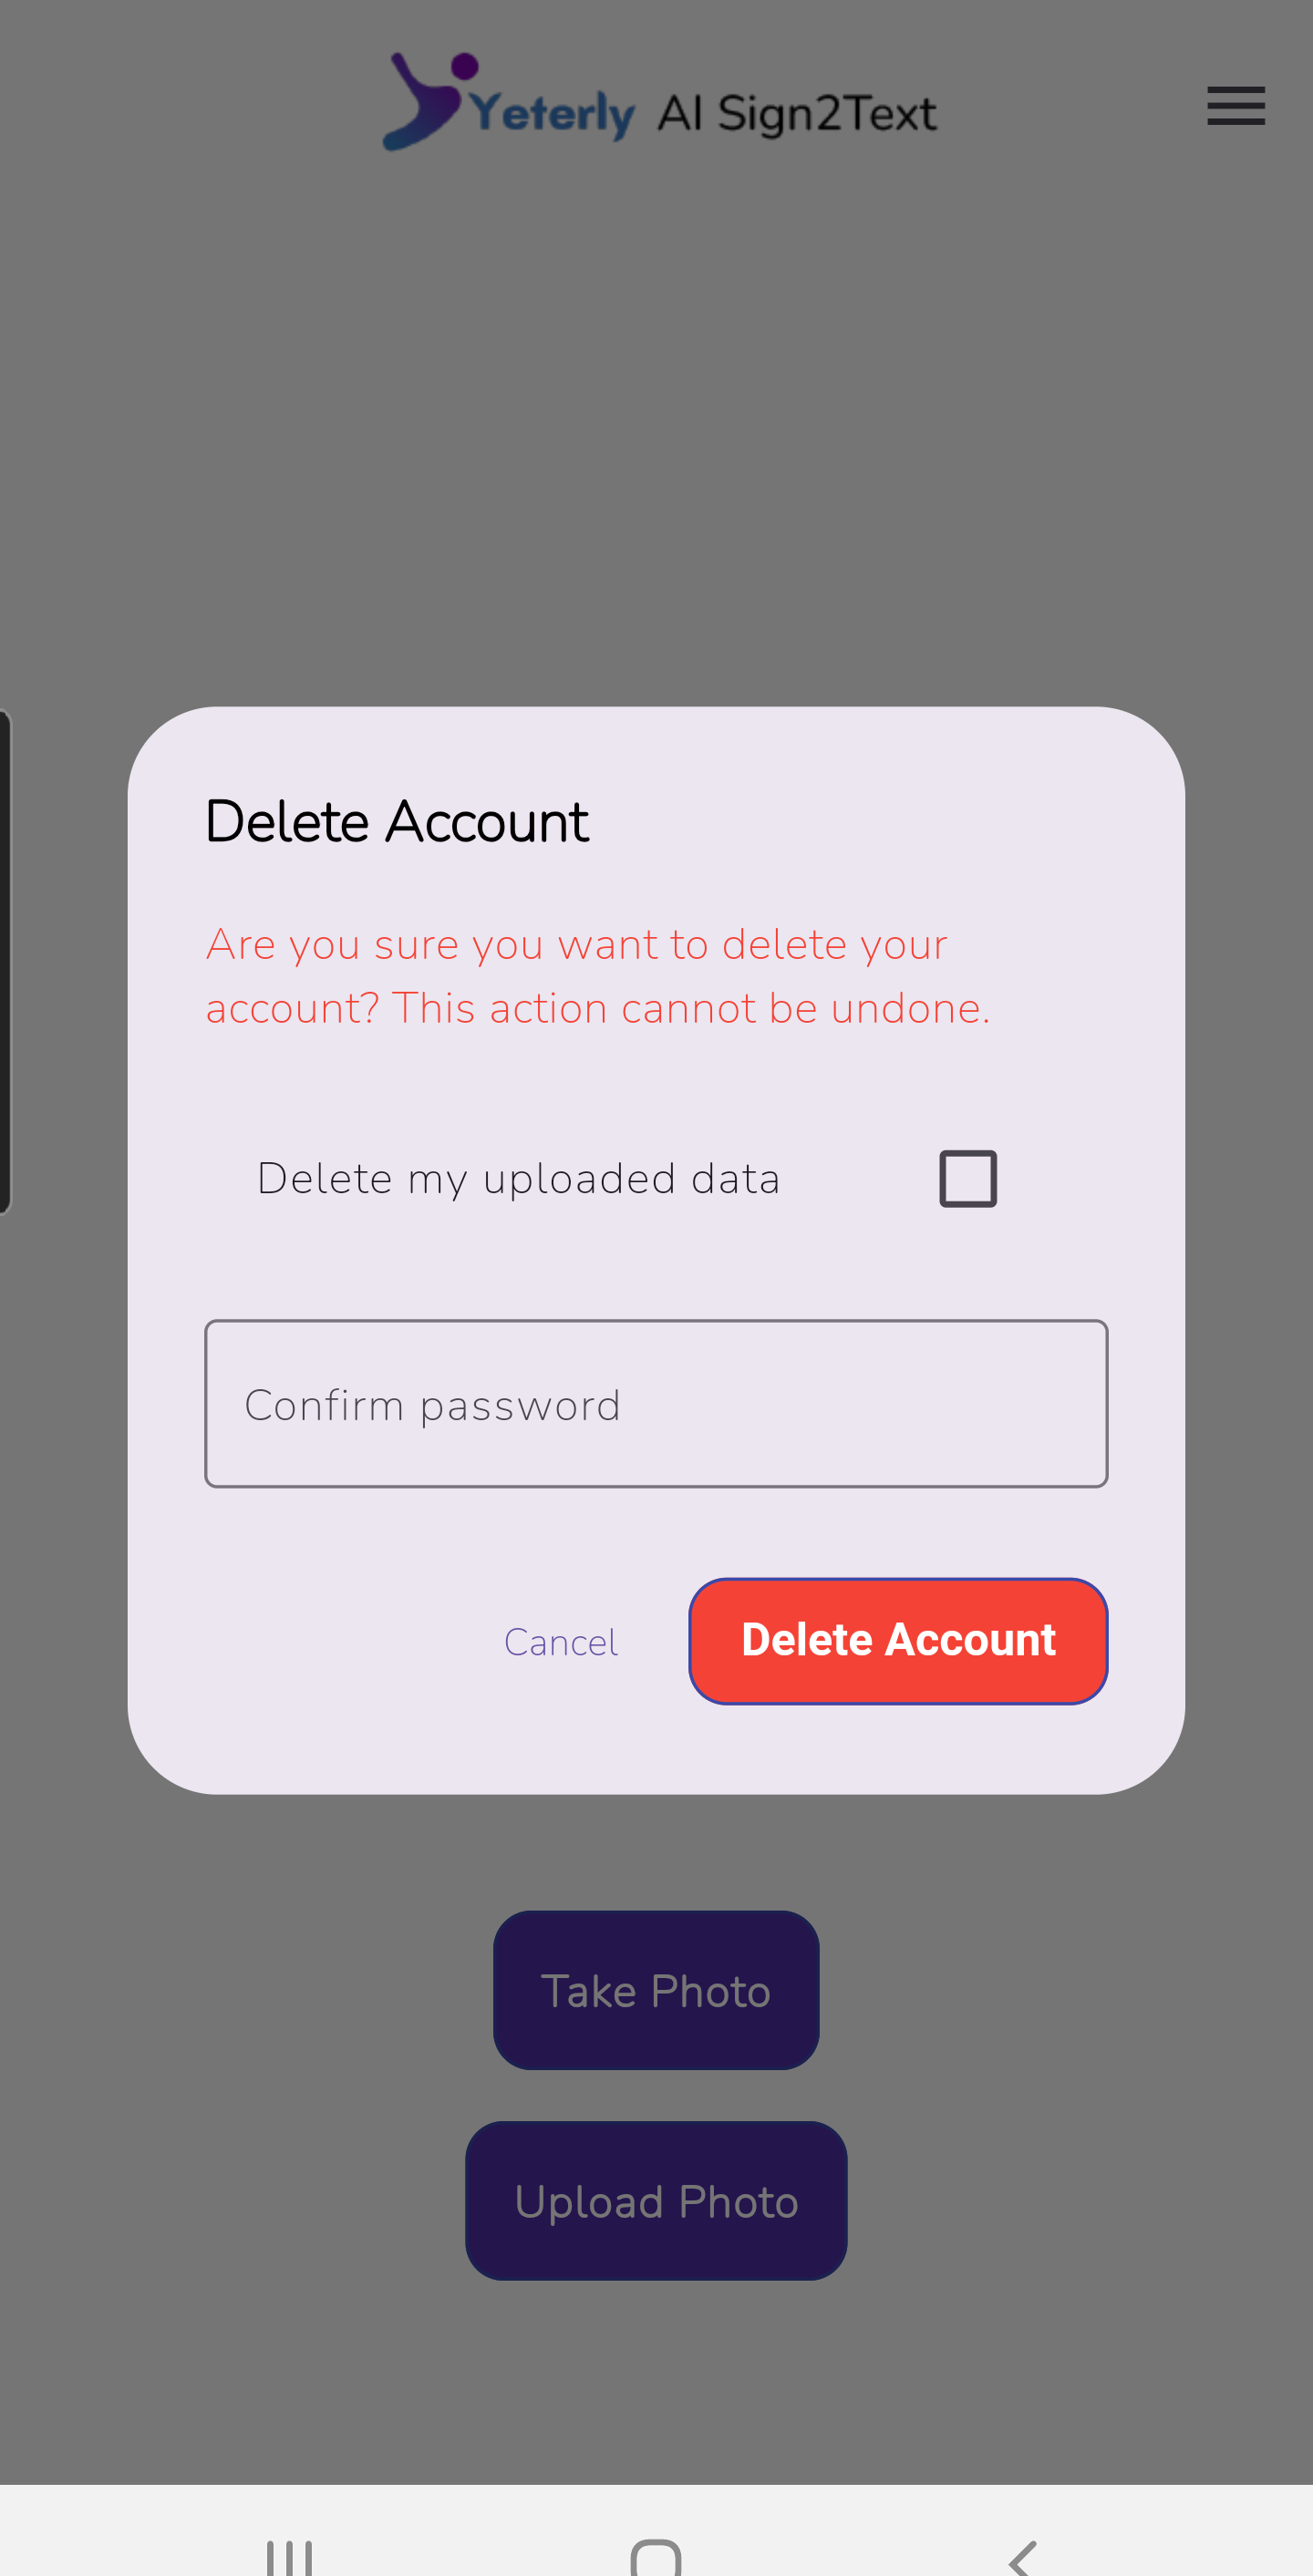 Yeterly AI Sign2Text
Delete Account
Are you sure you want to delete your
account? This action cannot be undone.
Delete my uploaded data
Confirm password
Cancel
Delete Account
Take Photo
Upload Photo